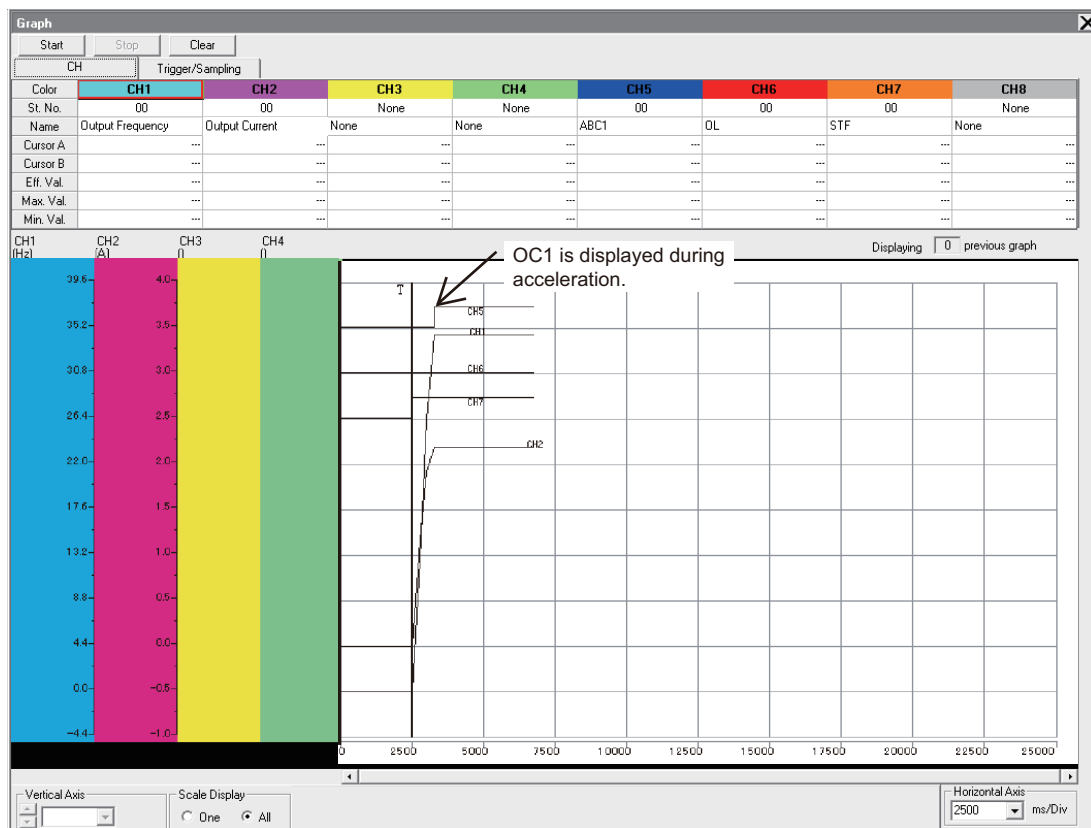 Graph
Start Stop Clear
CH Trigger/Sampling
Color CH1 CH2 CH3 CH4 CH5 CH6 CH7 CH8
St. No. 00 00 None None 00 00 00 None
Name Output Frequency Output Current None None ABC1 OL STF None
Cursor A --- --- --- --- --- --- --- ---
Cursor B --- --- --- --- --- --- --- ---
Eff. Val. --- --- --- --- --- --- --- ---
Max. Val. --- --- --- --- --- --- --- ---
Min. Val. --- --- --- --- --- --- --- ---
CH1 CH2 CH3 CH4
(Hz) (A) () ()
Displaying 0 previous graph
OC1 is displayed during
acceleration.
39.6 4.0
T
CH5
35.2 3.5
CH1
30.8 3.0
CH6
CH7
26.4 2.5
CH2
22.0 2.0
17.6 1.5
13.2 1.0
8.8 0.5
4.4 0.0
0.0 -0.5
-4.4 -1.0
0 2500 5000 7500 10000 12500 15000 17500 20000 22500 25000
Vertical Axis Scale Display Horizontal Axis
One All 2500 ms/Div